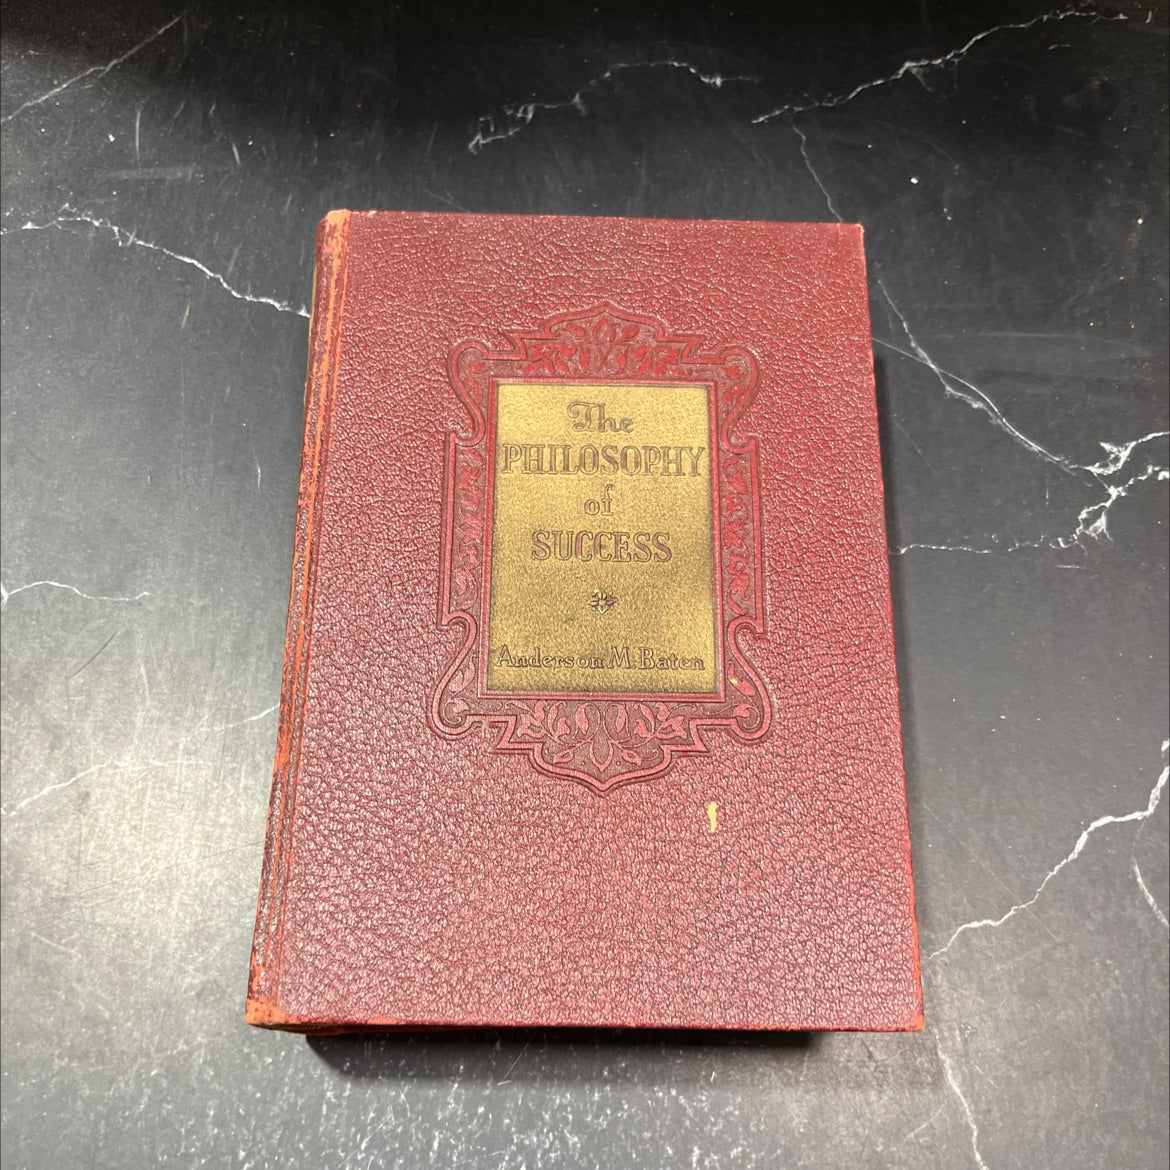 The
PHILOSOPHY
of
SUCCESS
Anderson M. Baten